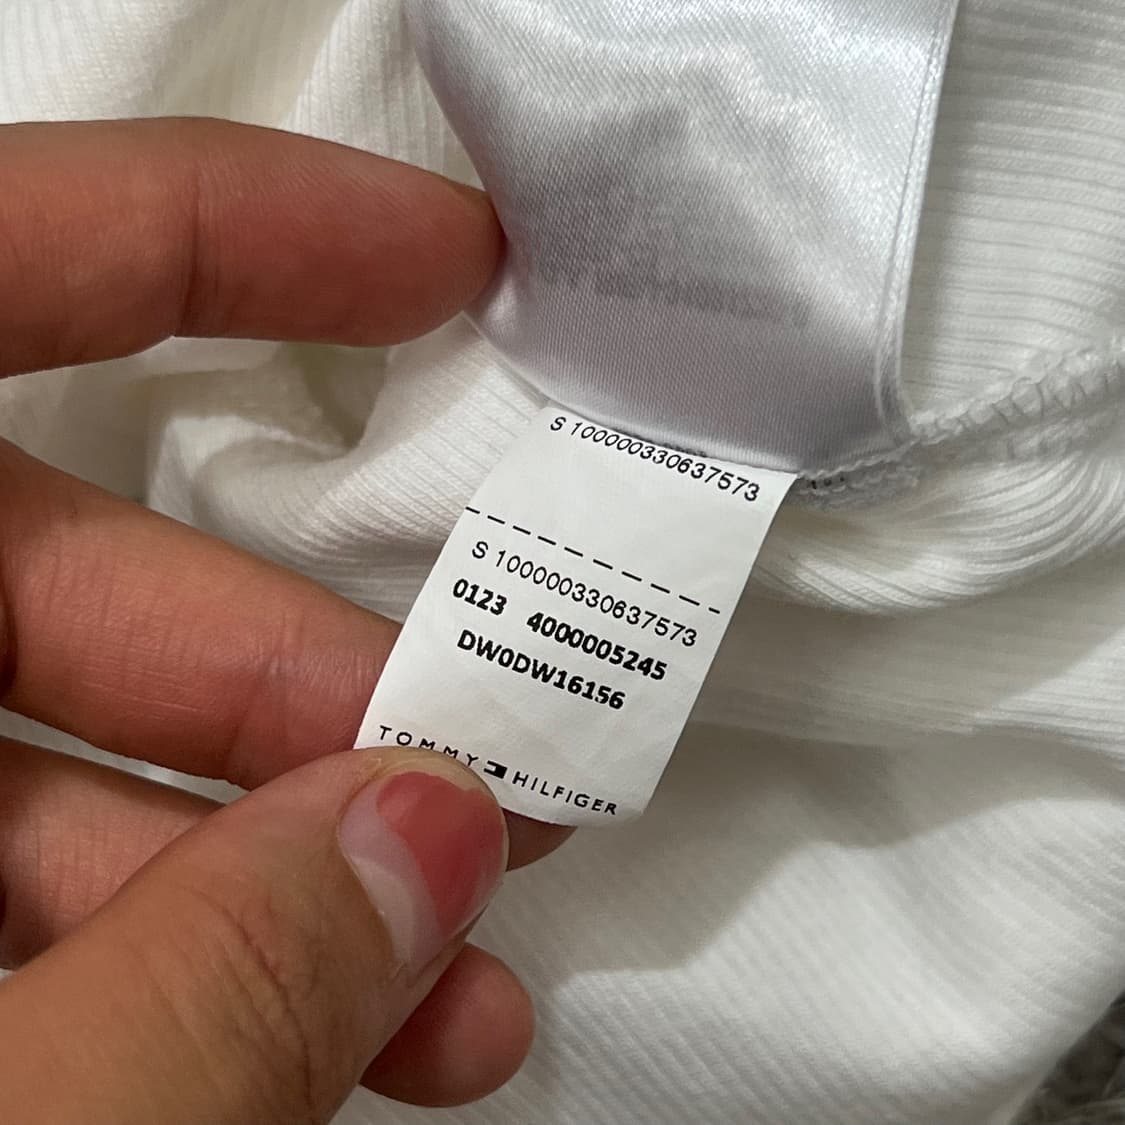 S 100000330637573
S 100000330637573
0123 4000005245
DW0DW16156
TOMMY HILFIGER